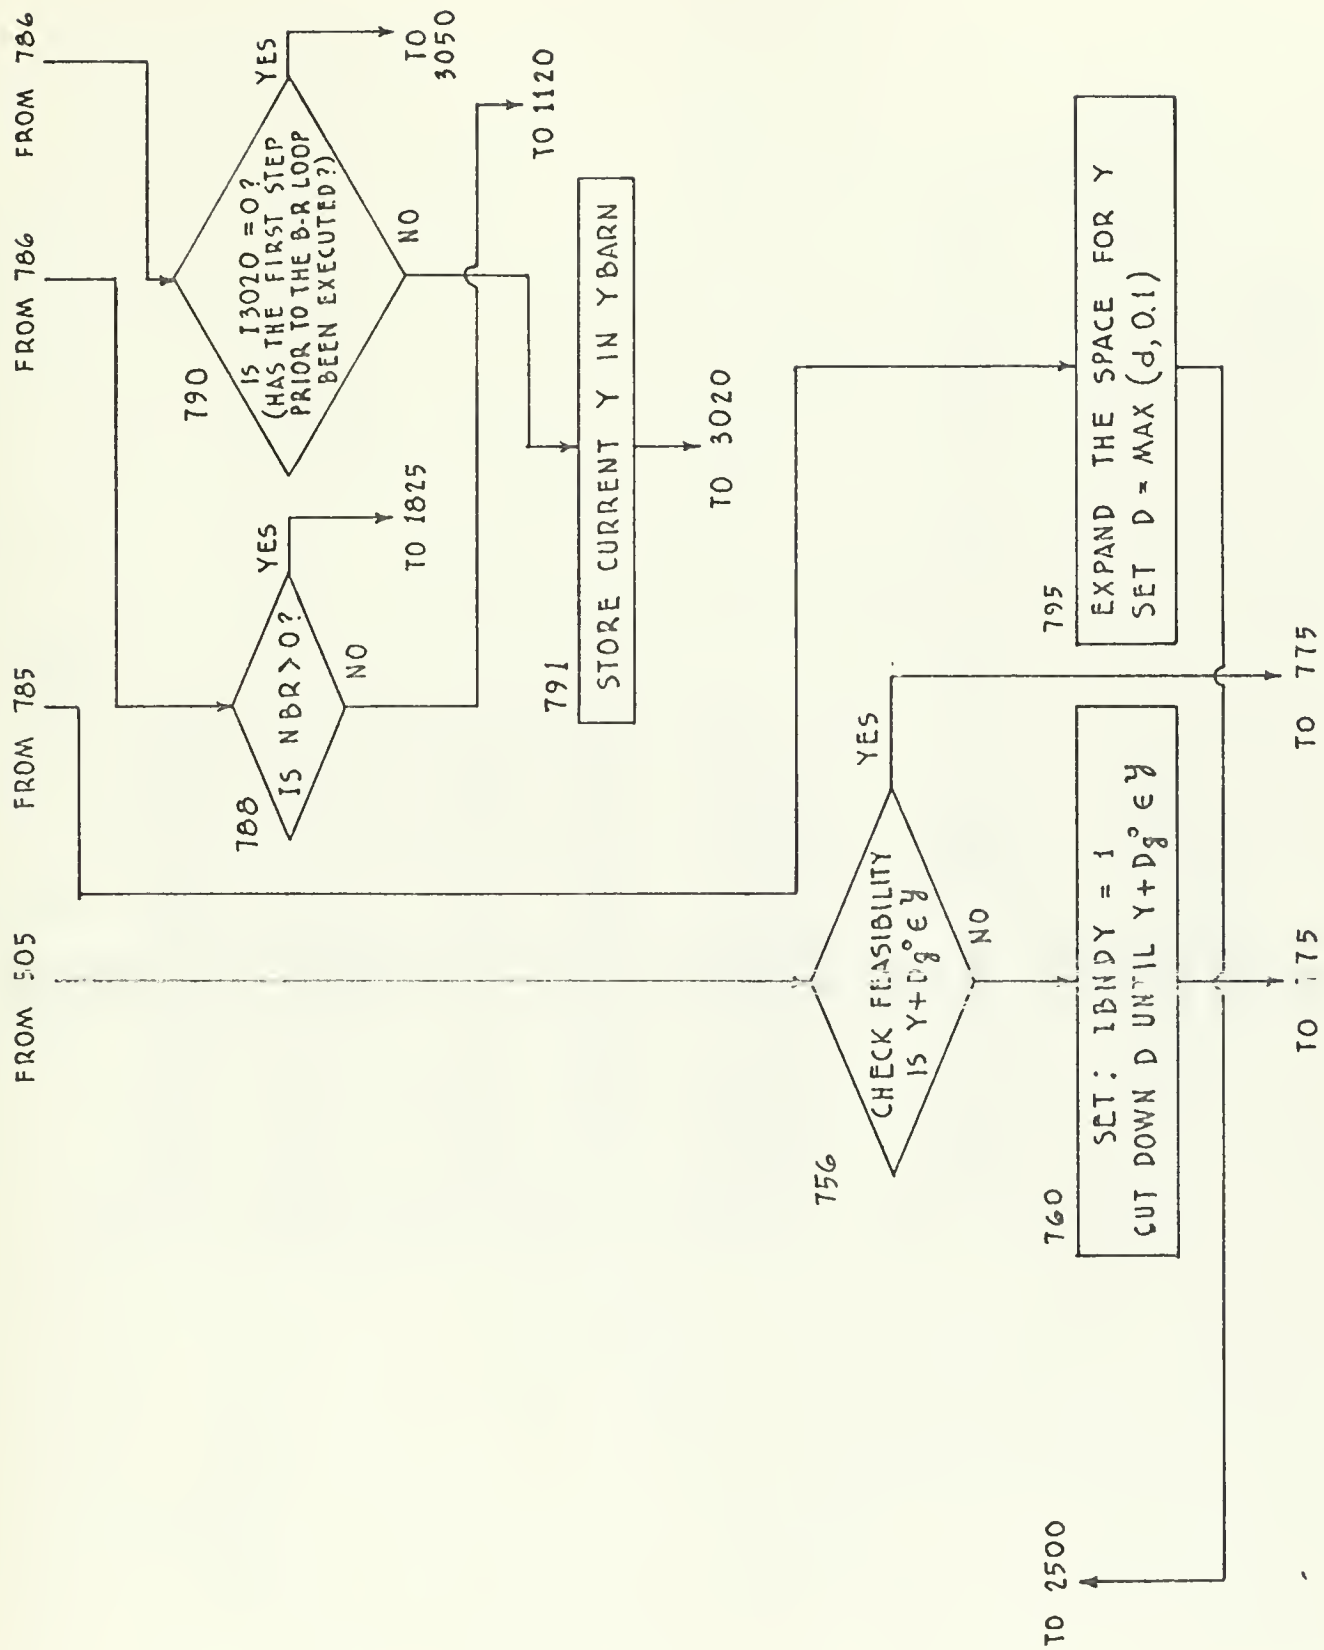 FROM 505
FROM 785
FROM 786
FROM 786
788
IS NBR>0?
YES
NO
TO 1825
790
IS I3020 = 0?
(HAS THE FIRST STEP
PRIOR TO THE B-R LOOP
BEEN EXECUTED?)
YES
NO
TO
3050
TO 1120
791
STORE CURRENT Y IN YBARN
TO 3020
756
CHECK FEASIBILITY
IS Y+Dg° ∈ Y
YES
NO
795
EXPAND THE SPACE FOR Y
SET D = MAX (d, 0.1)
760
SET: IBNDY = 1
CUT DOWN D UNTIL Y+Dg° ∈ Y
TO 2500
TO 775
TO 775